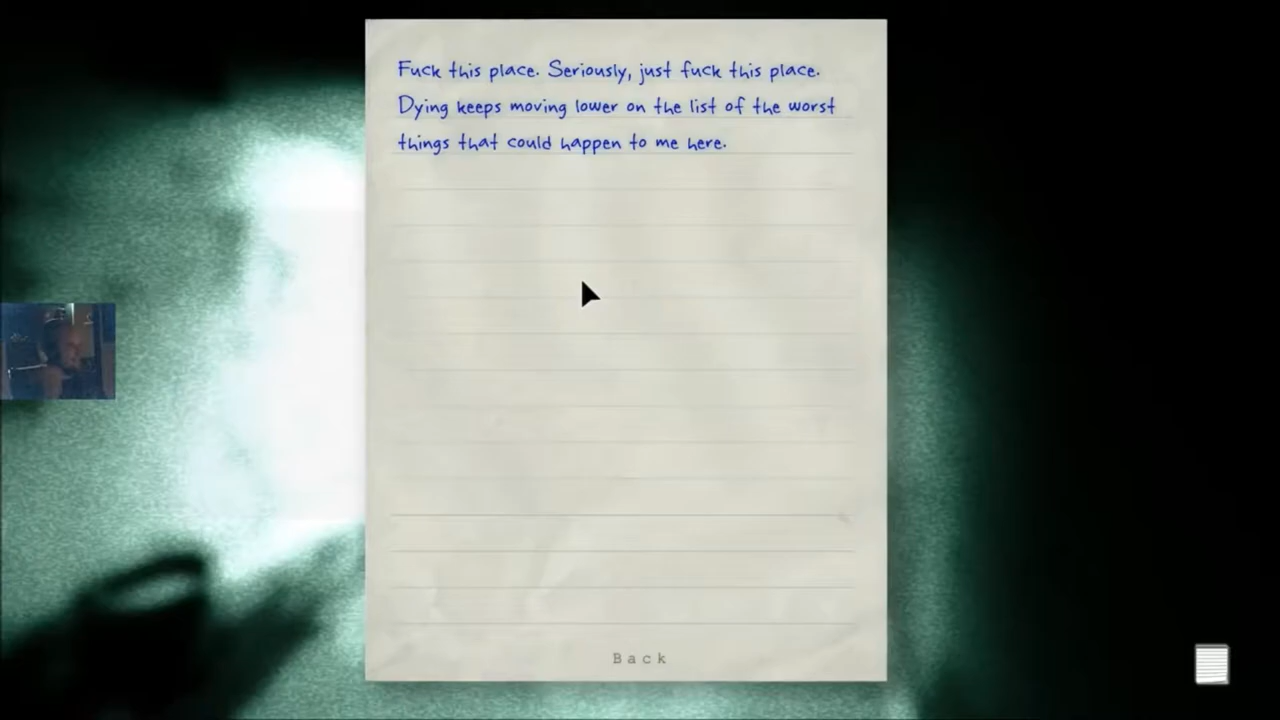 Fuck this place. Seriously, just fuck this place.
Dying keeps moving lower on the list of the worst
things that could happen to me here.
Back